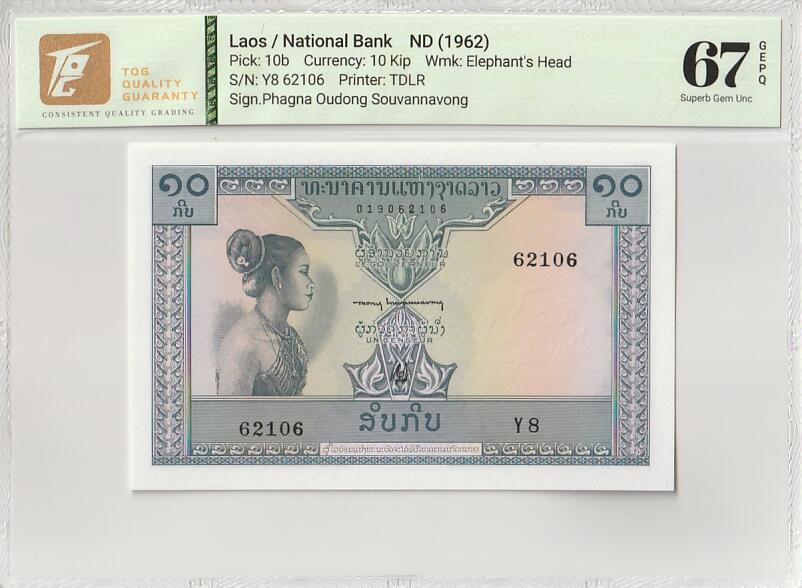 Laos / National Bank ND (1962)
Pick: 10b Currency: 10 Kip Wmk: Elephant's Head
S/N: Y8 62106 Printer: TDLR
Sign.Phagna Oudong Souvannavong
TQG
QUALITY
GUARANTY
CONSISTENT QUALITY GRADING
67
GEPQ
Superb Gem Unc
໑໐ ທະນາຄານແຫ່ງຊາດລາວ ໑໐
ກີບ ກີບ
019062106
LE GOUVERNEUR
62106
UN CENSEUR
62106 ສິບກີບ Y8